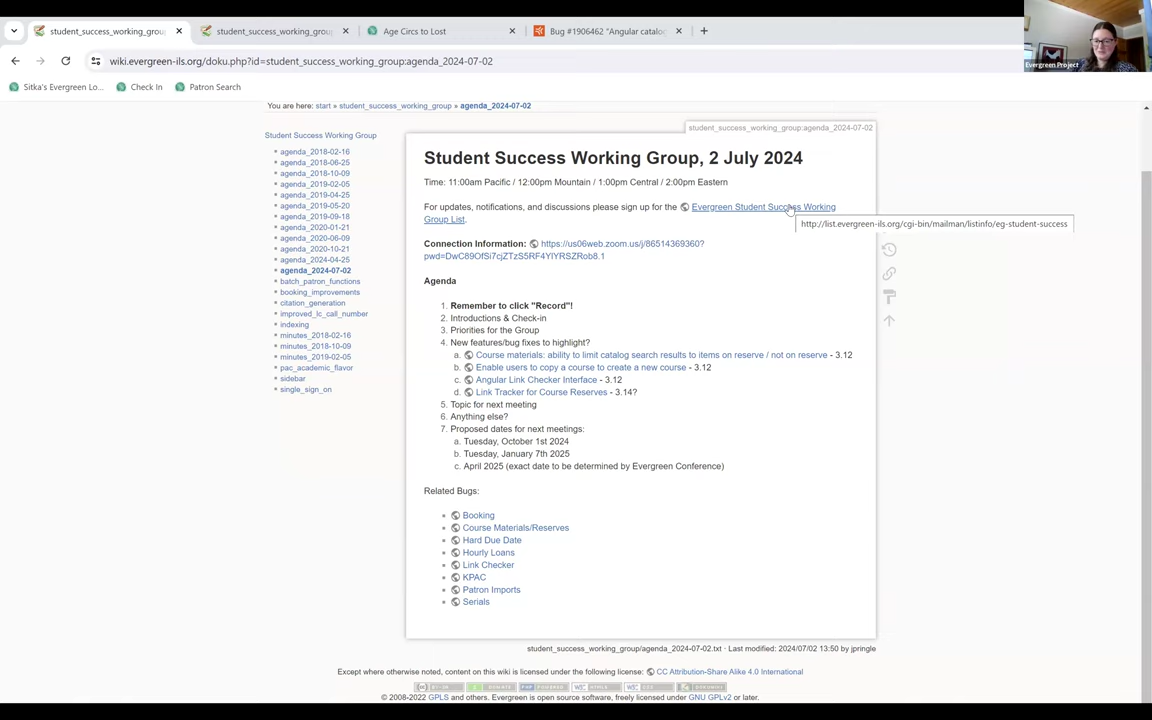 student_success_working_grou
student_success_working_grou
Age Circs to Lost
Bug #1906462 "Angular catalo
wiki.evergreen-ils.org/doku.php?id=student_success_working_group:agenda_2024-07-02
Sitka's Evergreen Lo...
Check In
Patron Search
Evergreen Project
You are here: start » student_success_working_group » agenda_2024-07-02
student_success_working_group:agenda_2024-07-02
Student Success Working Group
agenda_2018-02-16
agenda_2018-06-25
agenda_2018-10-09
agenda_2019-02-05
agenda_2019-04-25
agenda_2019-05-20
agenda_2019-09-18
agenda_2020-01-21
agenda_2020-06-09
agenda_2020-10-21
agenda_2024-04-25
agenda_2024-07-02
batch_patron_functions
booking_improvements
citation_generation
improved_lc_call_number
indexing
minutes_2018-02-16
minutes_2018-10-09
minutes_2019-02-05
pac_academic_flavor
sidebar
single_sign_on
Student Success Working Group, 2 July 2024
Time: 11:00am Pacific / 12:00pm Mountain / 1:00pm Central / 2:00pm Eastern
For updates, notifications, and discussions please sign up for the Evergreen Student Success Working
Group List.
http://list.evergreen-ils.org/cgi-bin/mailman/listinfo/eg-student-success
Connection Information: https://us06web.zoom.us/j/86514369360?
pwd=DwC89OfSi7cjZTzS5RF4YlYRSZRob8.1
Agenda
1. Remember to click "Record"!
2. Introductions & Check-in
3. Priorities for the Group
4. New features/bug fixes to highlight?
a. Course materials: ability to limit catalog search results to items on reserve / not on reserve - 3.12
b. Enable users to copy a course to create a new course - 3.12
c. Angular Link Checker Interface - 3.12
d. Link Tracker for Course Reserves - 3.14?
5. Topic for next meeting
6. Anything else?
7. Proposed dates for next meetings:
a. Tuesday, October 1st 2024
b. Tuesday, January 7th 2025
c. April 2025 (exact date to be determined by Evergreen Conference)
Related Bugs:
Booking
Course Materials/Reserves
Hard Due Date
Hourly Loans
Link Checker
KPAC
Patron Imports
Serials
student_success_working_group/agenda_2024-07-02.txt · Last modified: 2024/07/02 13:50 by jpringle
Except where otherwise noted, content on this wiki is licensed under the following license: CC Attribution-Share Alike 4.0 International
© 2008-2022 GPLS and others. Evergreen is open source software, freely licensed under GNU GPLv2 or later.